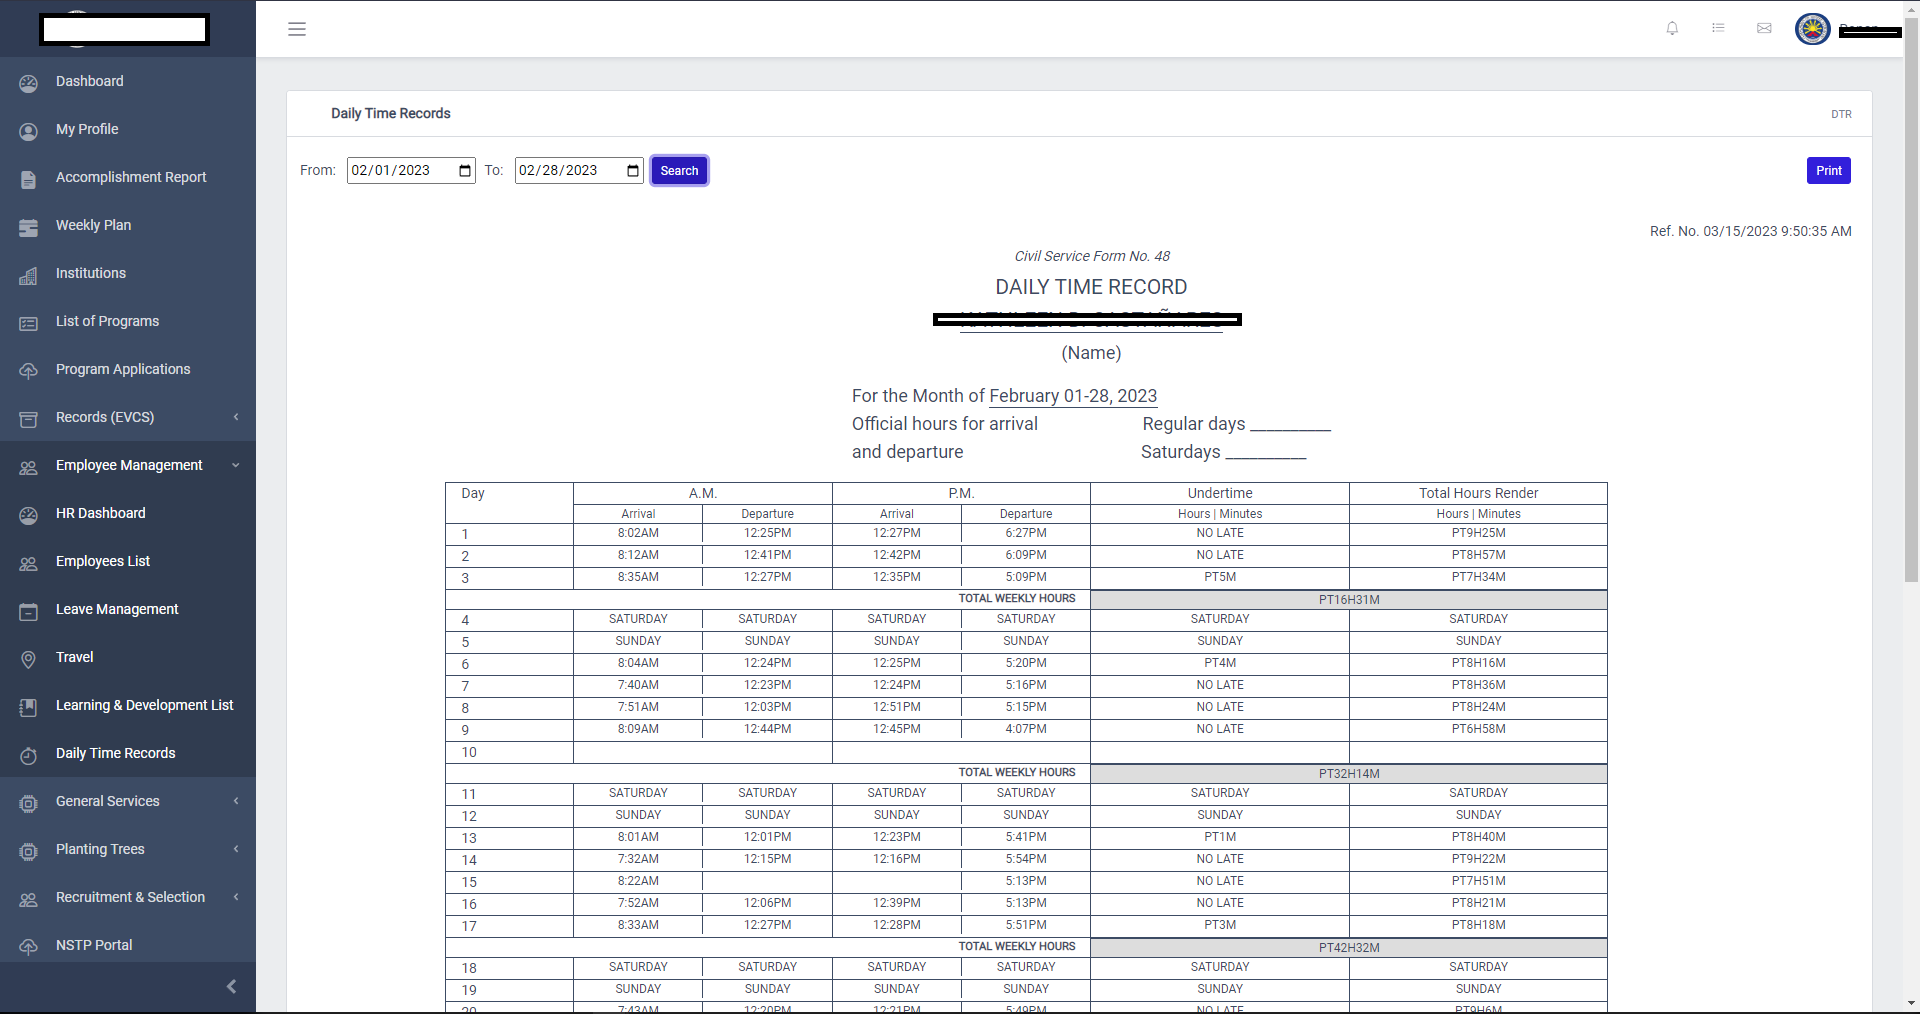 Dashboard
My Profile
Accomplishment Report
Weekly Plan
Institutions
List of Programs
Program Applications
Records (EVCS)
Employee Management
HR Dashboard
Employees List
Leave Management
Travel
Learning & Development List
Daily Time Records
General Services
Planting Trees
Recruitment & Selection
NSTP Portal
Daily Time Records DTR
From: 02/01/2023 To: 02/28/2023 Search Print
Ref. No. 03/15/2023 9:50:35 AM
Civil Service Form No. 48
DAILY TIME RECORD
(Name)
For the Month of February 01-28, 2023
Official hours for arrival Regular days __________
and departure Saturdays __________
Day A.M. P.M. Undertime Total Hours Render
Arrival Departure Arrival Departure Hours | Minutes Hours | Minutes
1 8:02AM 12:25PM 12:27PM 6:27PM NO LATE PT9H25M
2 8:12AM 12:41PM 12:42PM 6:09PM NO LATE PT8H57M
3 8:35AM 12:27PM 12:35PM 5:09PM PT5M PT7H34M
TOTAL WEEKLY HOURS PT16H31M
4 SATURDAY SATURDAY SATURDAY SATURDAY SATURDAY SATURDAY
5 SUNDAY SUNDAY SUNDAY SUNDAY SUNDAY SUNDAY
6 8:04AM 12:24PM 12:25PM 5:20PM PT4M PT8H16M
7 7:40AM 12:23PM 12:24PM 5:16PM NO LATE PT8H36M
8 7:51AM 12:03PM 12:51PM 5:15PM NO LATE PT8H24M
9 8:09AM 12:44PM 12:45PM 4:07PM NO LATE PT6H58M
10
TOTAL WEEKLY HOURS PT32H14M
11 SATURDAY SATURDAY SATURDAY SATURDAY SATURDAY SATURDAY
12 SUNDAY SUNDAY SUNDAY SUNDAY SUNDAY SUNDAY
13 8:01AM 12:01PM 12:23PM 5:41PM PT1M PT8H40M
14 7:32AM 12:15PM 12:16PM 5:54PM NO LATE PT9H22M
15 8:22AM 5:13PM NO LATE PT7H51M
16 7:52AM 12:06PM 12:39PM 5:13PM NO LATE PT8H21M
17 8:33AM 12:27PM 12:28PM 5:51PM PT3M PT8H18M
TOTAL WEEKLY HOURS PT42H32M
18 SATURDAY SATURDAY SATURDAY SATURDAY SATURDAY SATURDAY
19 SUNDAY SUNDAY SUNDAY SUNDAY SUNDAY SUNDAY
20 7:43AM 12:20PM 12:21PM 5:49PM NO LATE PT9H6M